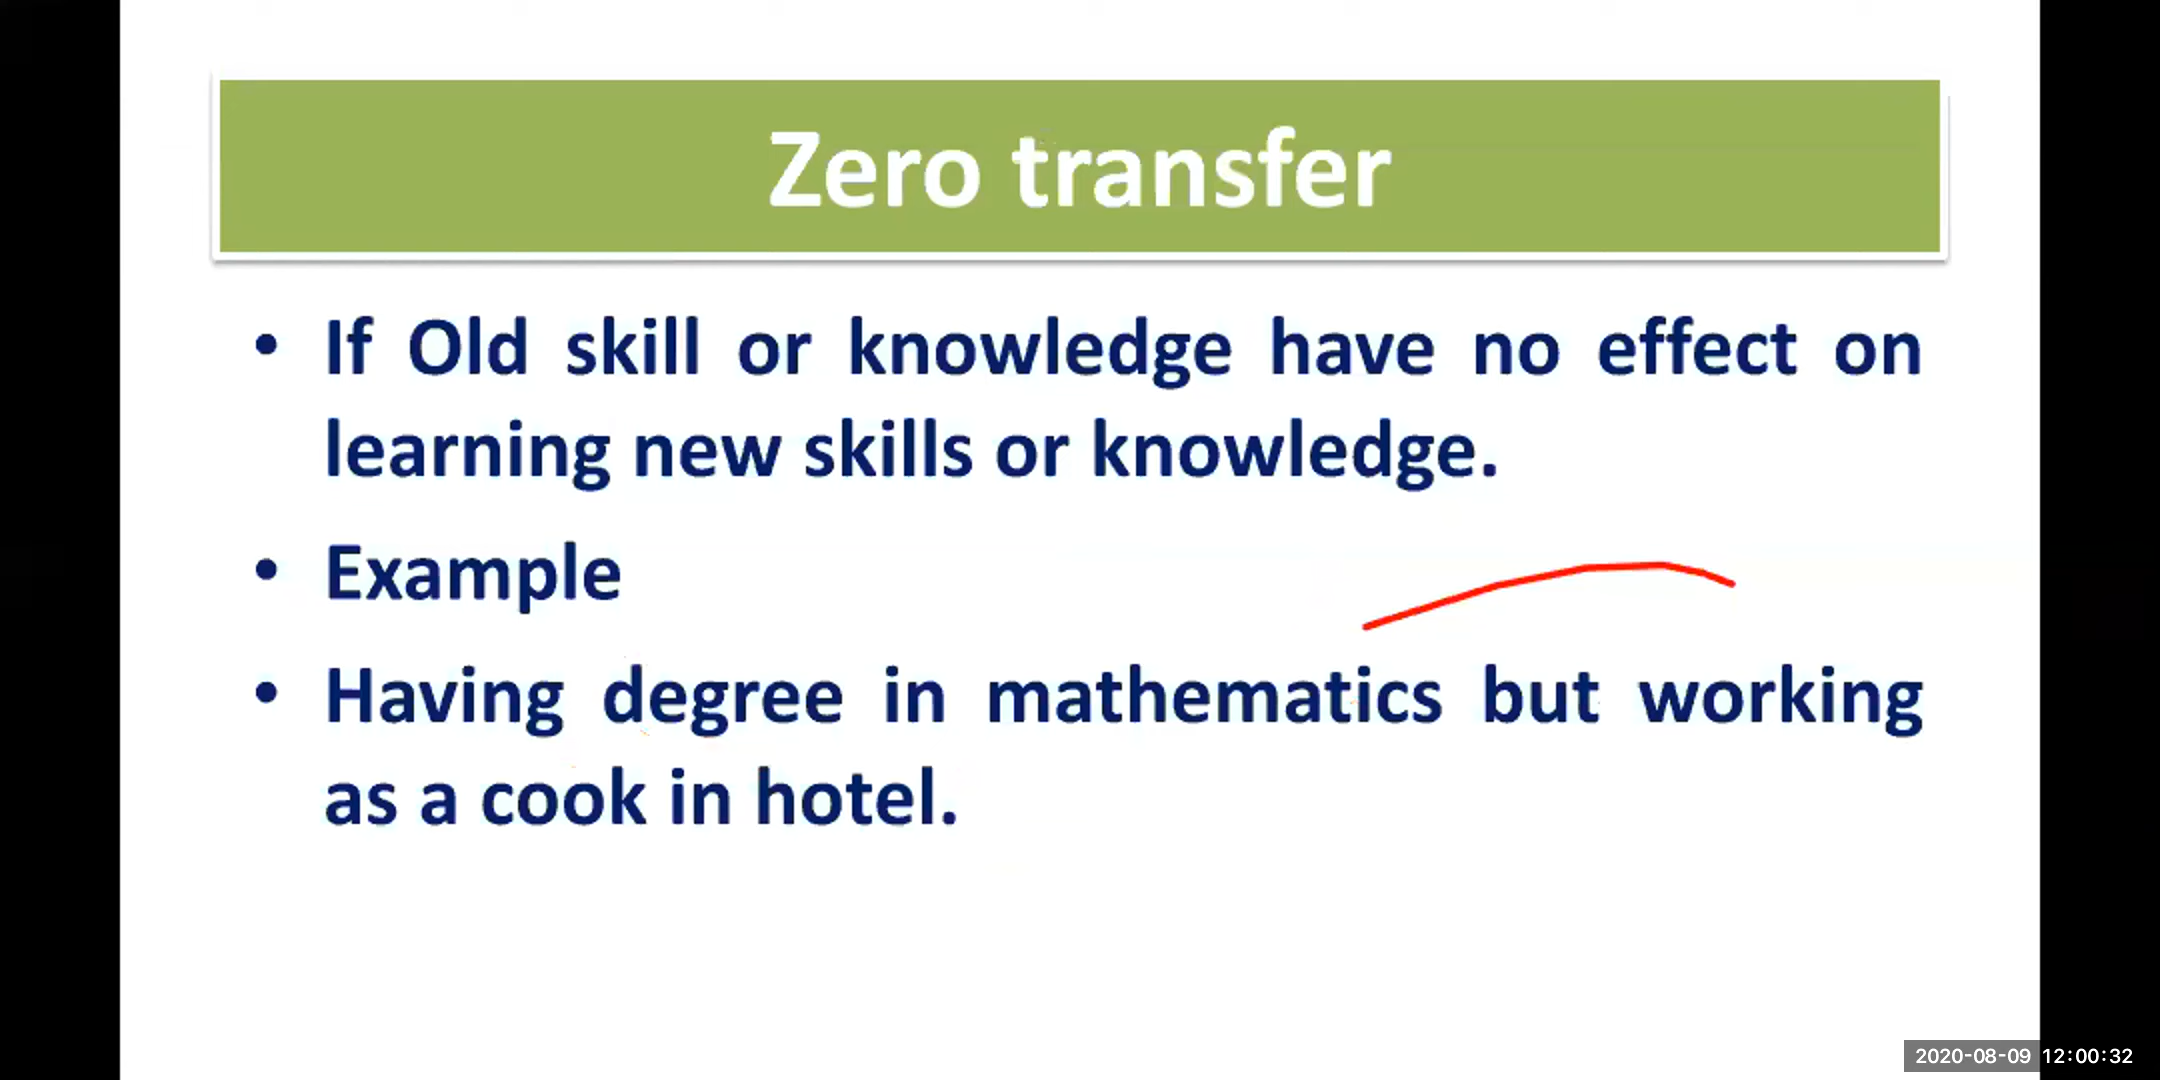 Zero transfer
• If Old skill or knowledge have no effect on
learning new skills or knowledge.
• Example
• Having degree in mathematics but working
as a cook in hotel.
2020-08-09 12:00:32